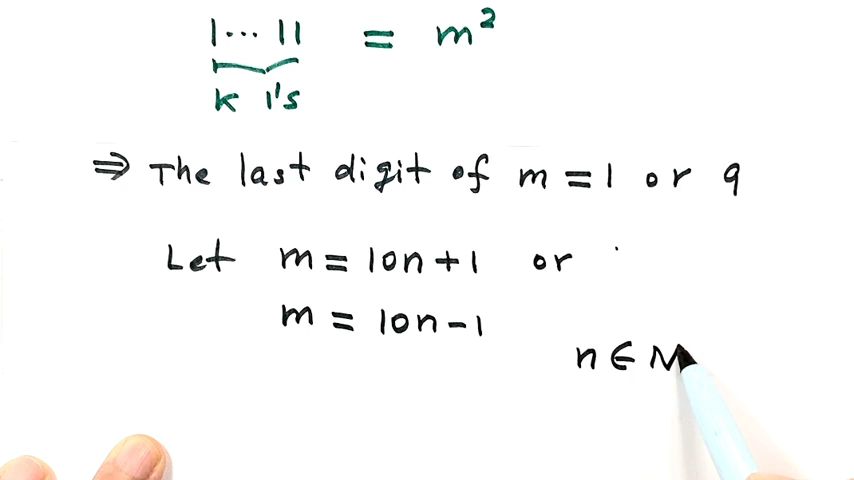 1... 11 = m²
k 1's
⇒ The last digit of m = 1 or 9
Let m = 10n + 1 or
m = 10n - 1
n ∈ N